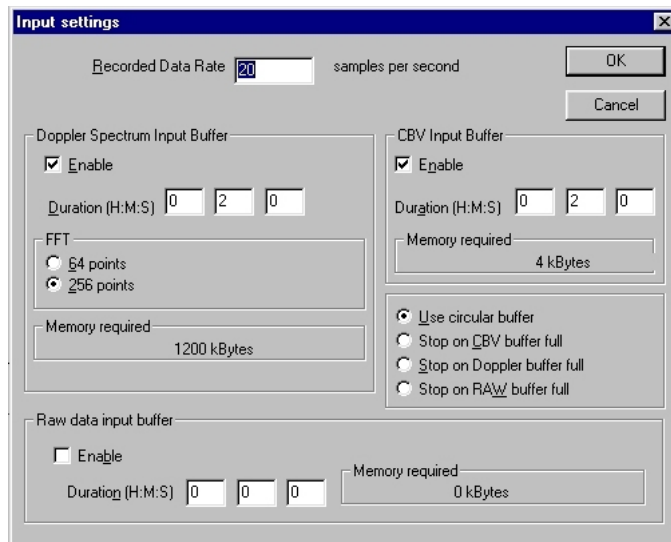 Input settings
Recorded Data Rate 20 samples per second
OK
Cancel
Doppler Spectrum Input Buffer
Enable
Duration (H:M:S) 0 2 0
FFT
64 points
256 points
Memory required
1200 kBytes
CBV Input Buffer
Enable
Duration (H:M:S) 0 2 0
Memory required
4 kBytes
Use circular buffer
Stop on CBV buffer full
Stop on Doppler buffer full
Stop on RAW buffer full
Raw data input buffer
Enable
Duration (H:M:S) 0 0 0
Memory required
0 kBytes